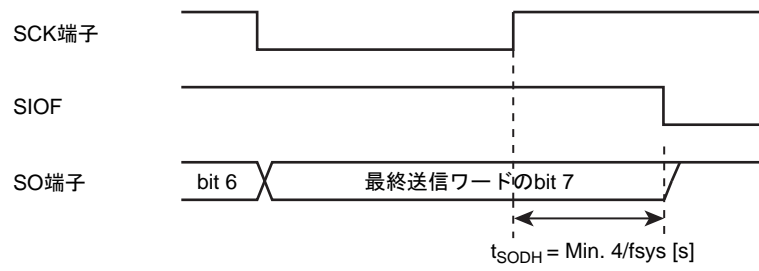 SCK端子
SIOF
SO端子 bit 6 最終送信ワードのbit 7
tSODH = Min. 4/fsys [s]